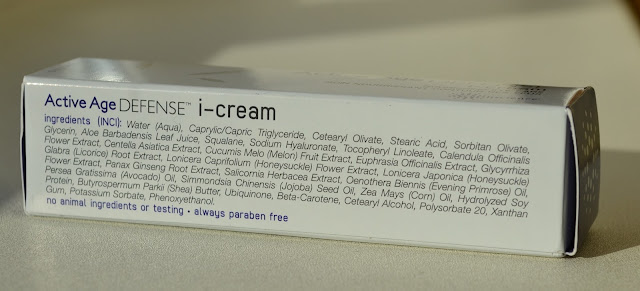 Active Age DEFENSE™ i-cream
ingredients (INCI): Water (Aqua), Caprylic/Capric Triglyceride, Cetearyl Olivate, Stearic Acid, Sorbitan Olivate,
Glycerin, Aloe Barbadensis Leaf Juice, Squalane, Sodium Hyaluronate, Tocopheryl Linoleate, Calendula Officinalis
Flower Extract, Centella Asiatica Extract, Cucumis Melo (Melon) Fruit Extract, Euphrasia Officinalis Extract, Glycyrrhiza
Glabra (Licorice) Root Extract, Lonicera Caprifolium (Honeysuckle) Flower Extract, Lonicera Japonica (Honeysuckle)
Flower Extract, Panax Ginseng Root Extract, Salicornia Herbacea Extract, Oenothera Biennis (Evening Primrose) Oil,
Persea Gratissima (Avocado) Oil, Simmondsia Chinensis (Jojoba) Seed Oil, Zea Mays (Corn) Oil, Hydrolyzed Soy
Protein, Butyrospermum Parkii (Shea) Butter, Ubiquinone, Beta-Carotene, Cetearyl Alcohol, Polysorbate 20, Xanthan
Gum, Potassium Sorbate, Phenoxyethanol.
no animal ingredients or testing • always paraben free